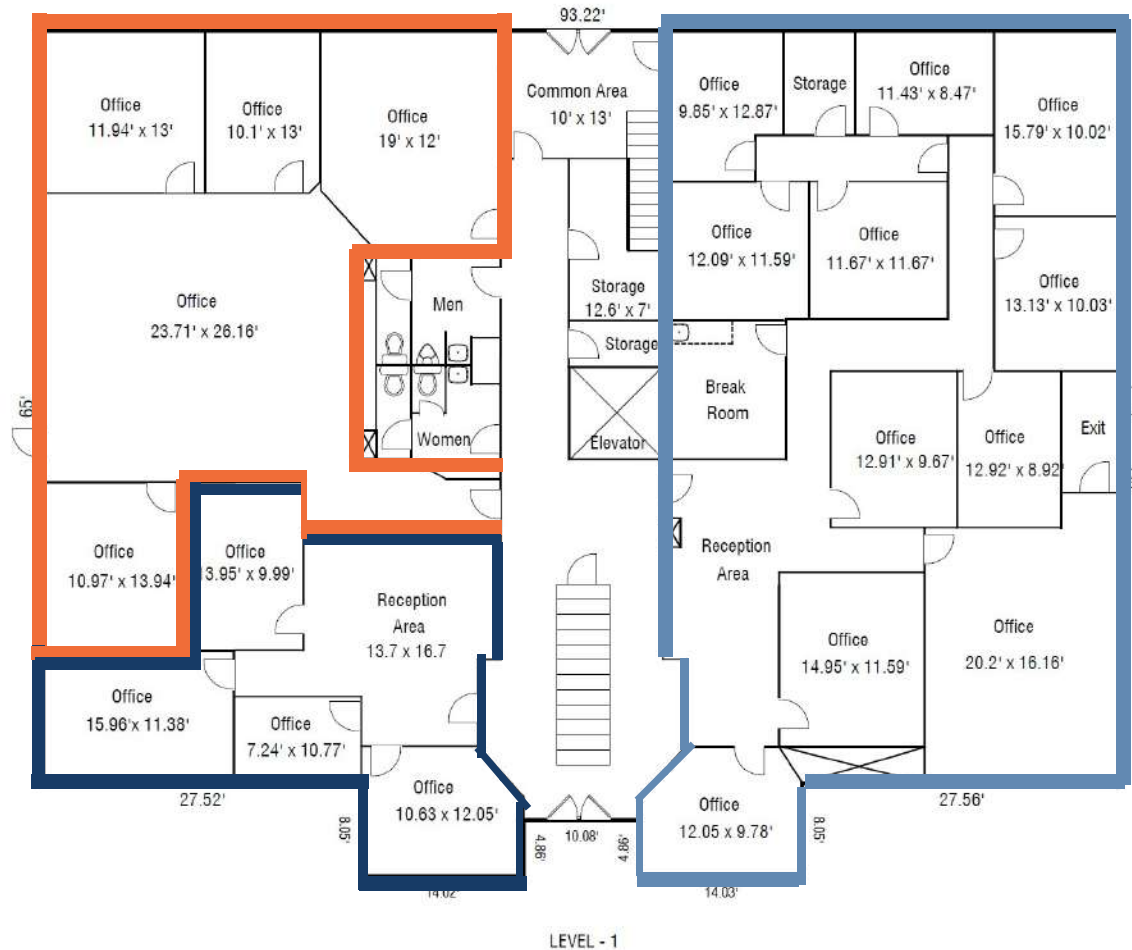 93.22'
Office
11.94' x 13'
Office
10.1' x 13'
Office
19' x 12'
Common Area
10' x 13'
Office
9.85' x 12.87'
Storage
Office
11.43' x 8.47'
Office
15.79' x 10.02'
Office
23.71' x 26.16'
Men
Women
Storage
12.6' x 7'
Storage
Elevator
Office
12.09' x 11.59'
Office
11.67' x 11.67'
Office
13.13' x 10.03'
Break
Room
Office
12.91' x 9.67'
Office
12.92' x 8.92'
Exit
65'
Office
10.97' x 13.94'
Office
13.95' x 9.99'
Reception
Area
13.7 x 16.7
Reception
Area
Office
14.95' x 11.59'
Office
20.2' x 16.16'
Office
15.96'x 11.38'
Office
7.24' x 10.77'
Office
10.63 x 12.05'
Office
12.05 x 9.78'
27.52'
8.05'
14.02'
4.86'
10.08'
4.86'
14.03'
8.05'
27.56'
LEVEL - 1